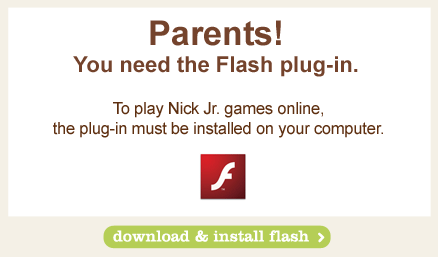 Parents!
You need the Flash plug-in.
To play Nick Jr. games online,
the plug-in must be installed on your computer.
download & install flash >